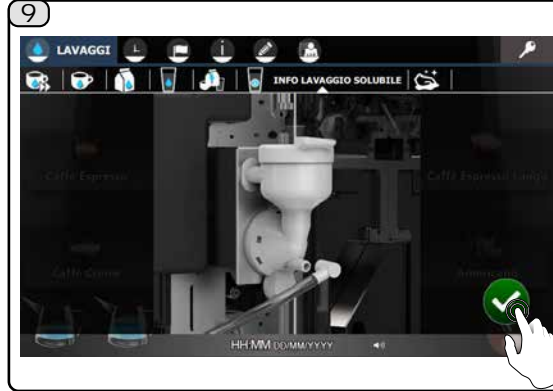 9
LAVAGGI
INFO LAVAGGIO SOLUBILE
Caffè Espresso
Caffè Espresso Lungo
Caffè Crema
Americano
HH:MM DD/MM/YYYY